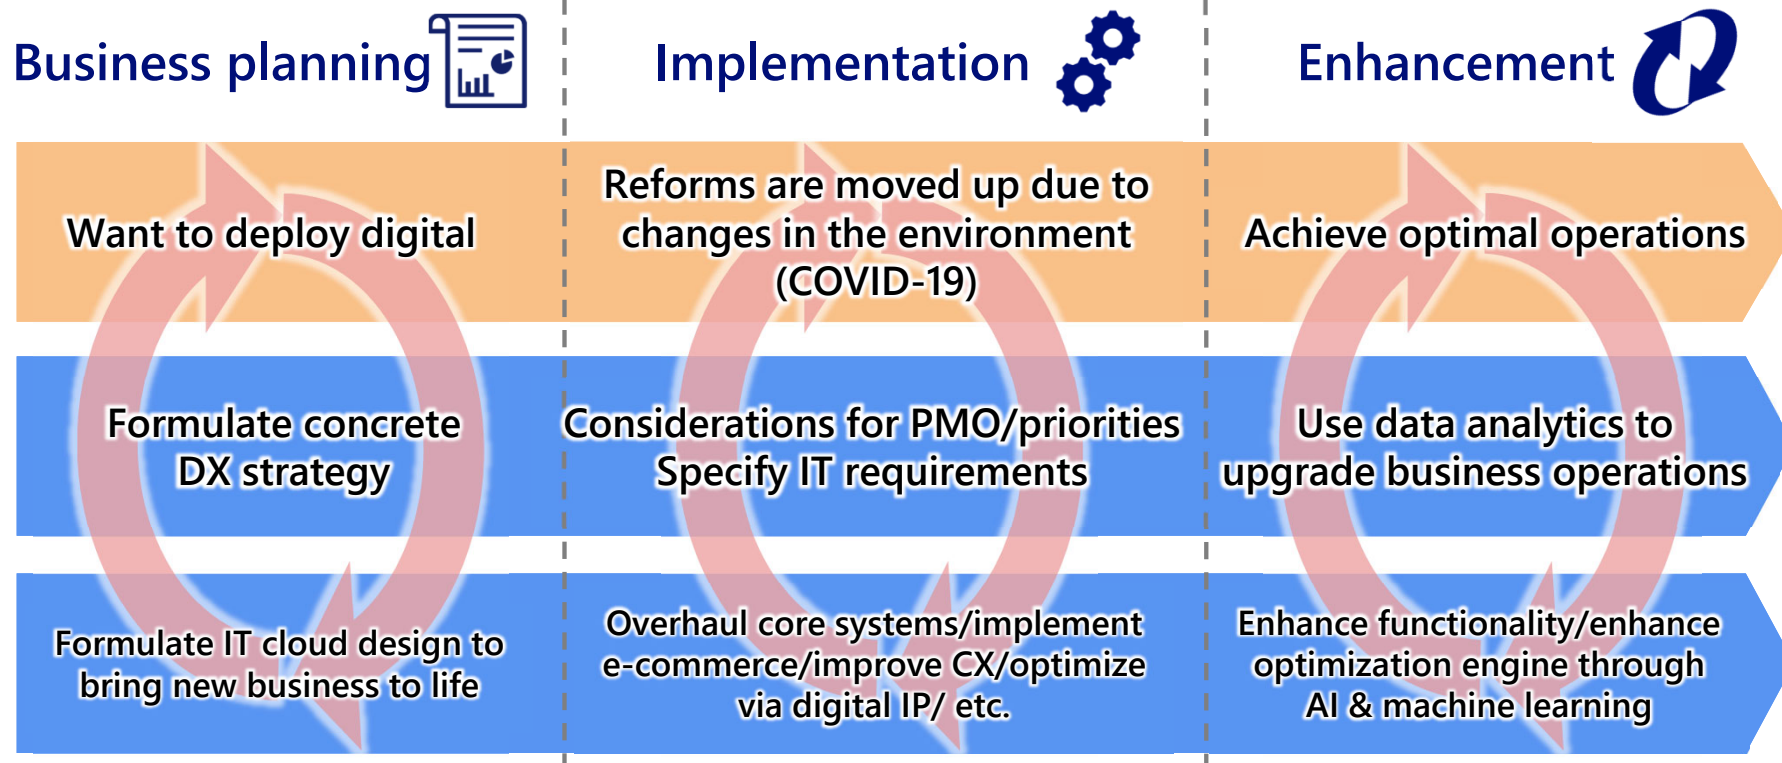 Business planning
Implementation
Enhancement
Want to deploy digital
Reforms are moved up due to
changes in the environment
(COVID-19)
Achieve optimal operations
Formulate concrete
DX strategy
Considerations for PMO/priorities
Specify IT requirements
Use data analytics to
upgrade business operations
Formulate IT cloud design to
bring new business to life
Overhaul core systems/implement
e-commerce/improve CX/optimize
via digital IP/ etc.
Enhance functionality/enhance
optimization engine through
AI & machine learning